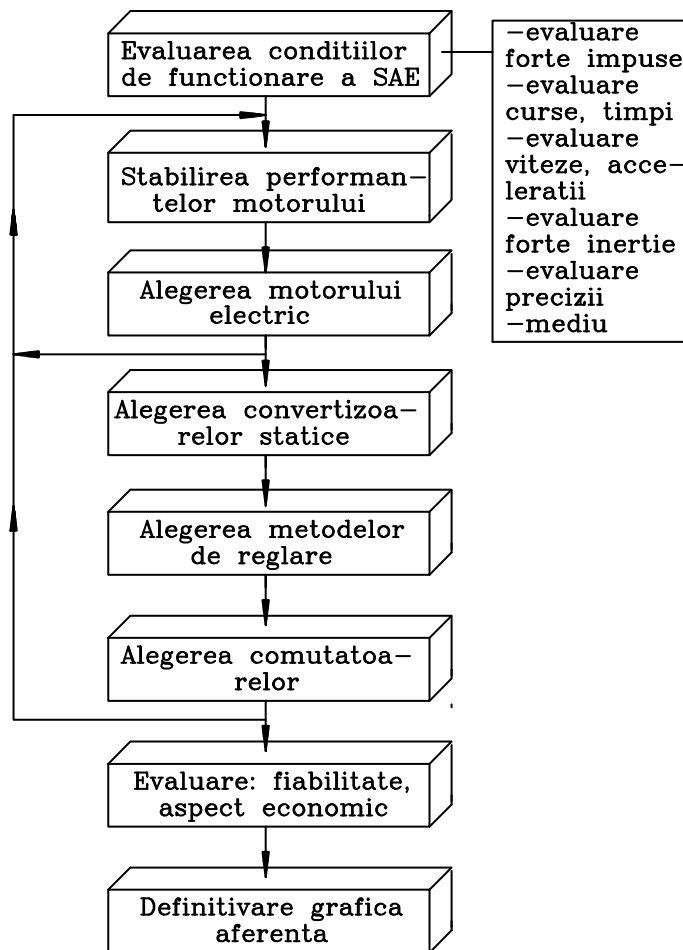 Evaluarea conditiilor
de functionare a SAE
−evaluare
forte impuse
−evaluare
curse, timpi
−evaluare
viteze, acce−
leratii
−evaluare
forte inertie
−evaluare
precizii
−mediu
Stabilirea performan−
telor motorului
Alegerea motorului
electric
Alegerea convertizoa−
relor statice
Alegerea metodelor
de reglare
Alegerea comutatoa−
relor
Evaluare: fiabilitate,
aspect economic
Definitivare grafica
aferenta